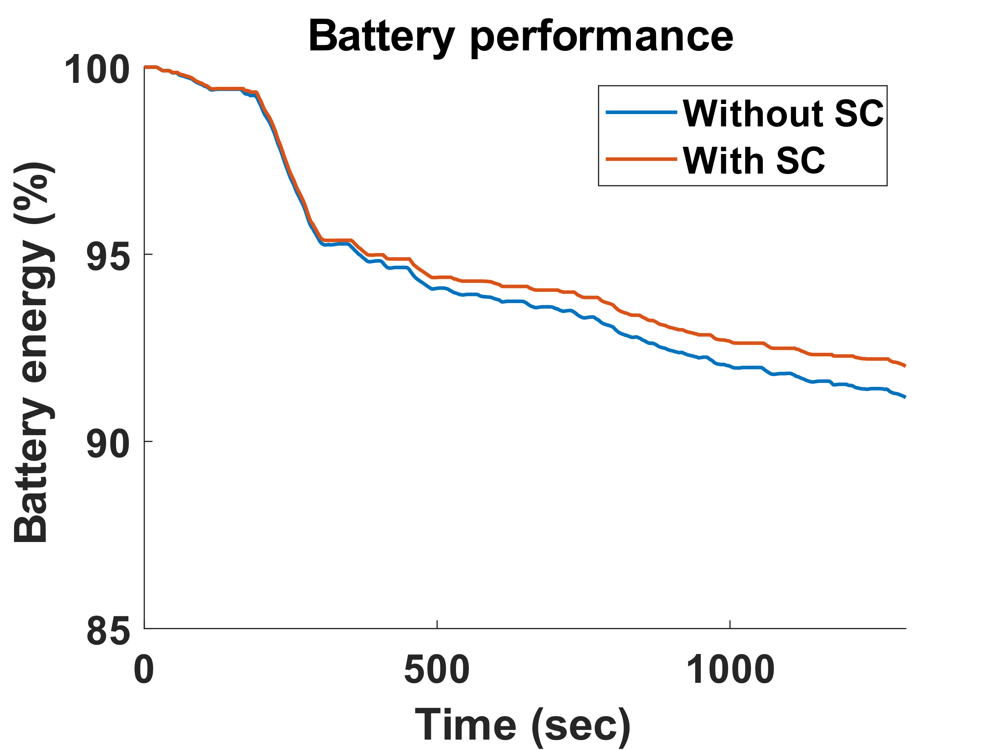 Battery performance
100
95
90
85
Battery energy (%)
Without SC
With SC
0 500 1000
Time (sec)